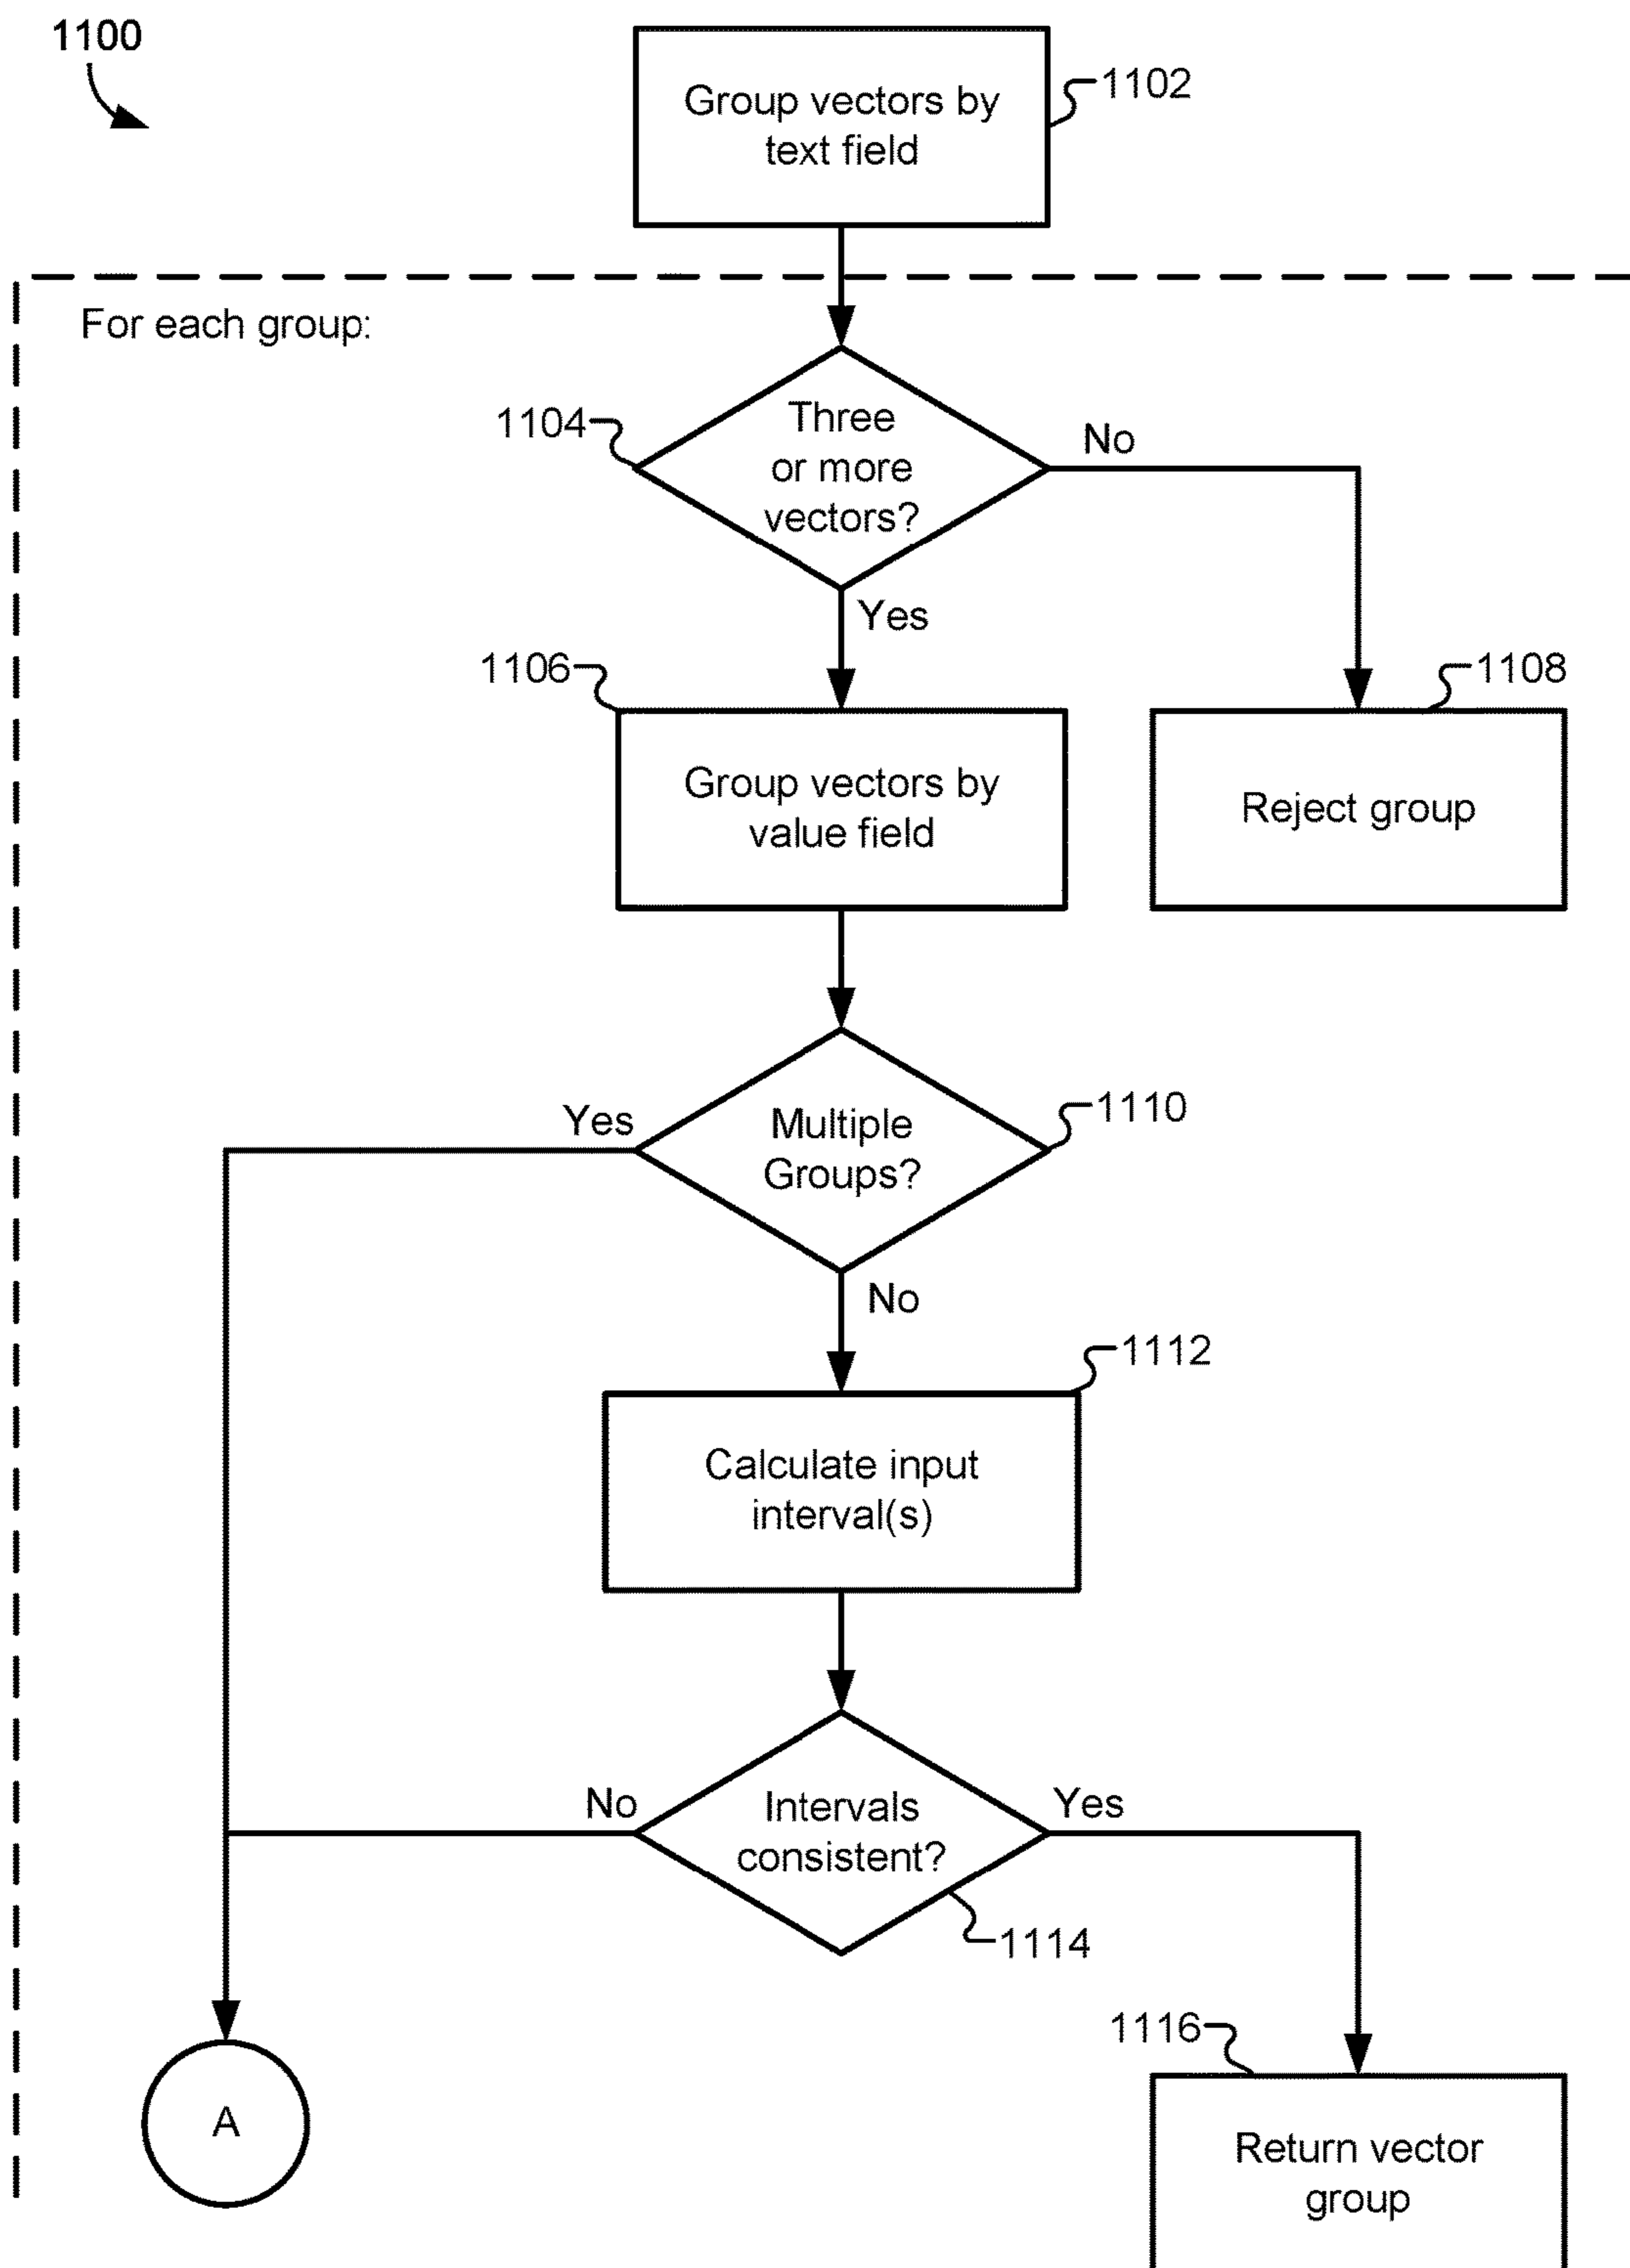 1100
Group vectors by
text field
1102
For each group:
Three
or more
vectors?
1104
No
Yes
1106
1108
Group vectors by
value field
Reject group
Yes
Multiple
Groups?
1110
No
1112
Calculate input
interval(s)
No
Intervals
consistent?
Yes
1114
1116
A
Return vector
group